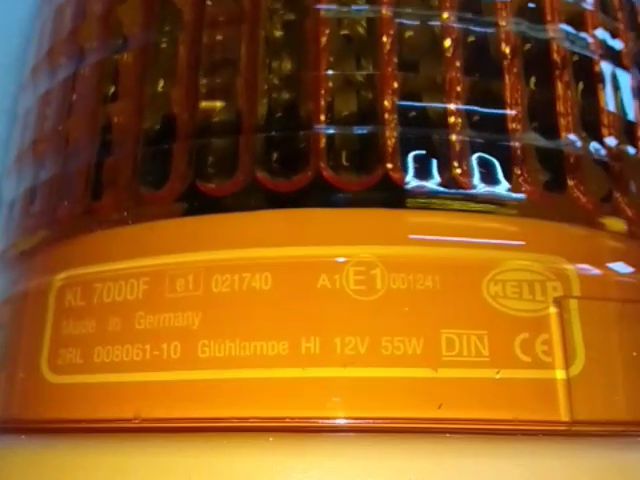 KL 7000F e1 021740 A1 E1 001241 HELLA
Made in Germany
2RL 008061-10 Glühlampe H1 12V 55W DIN CE